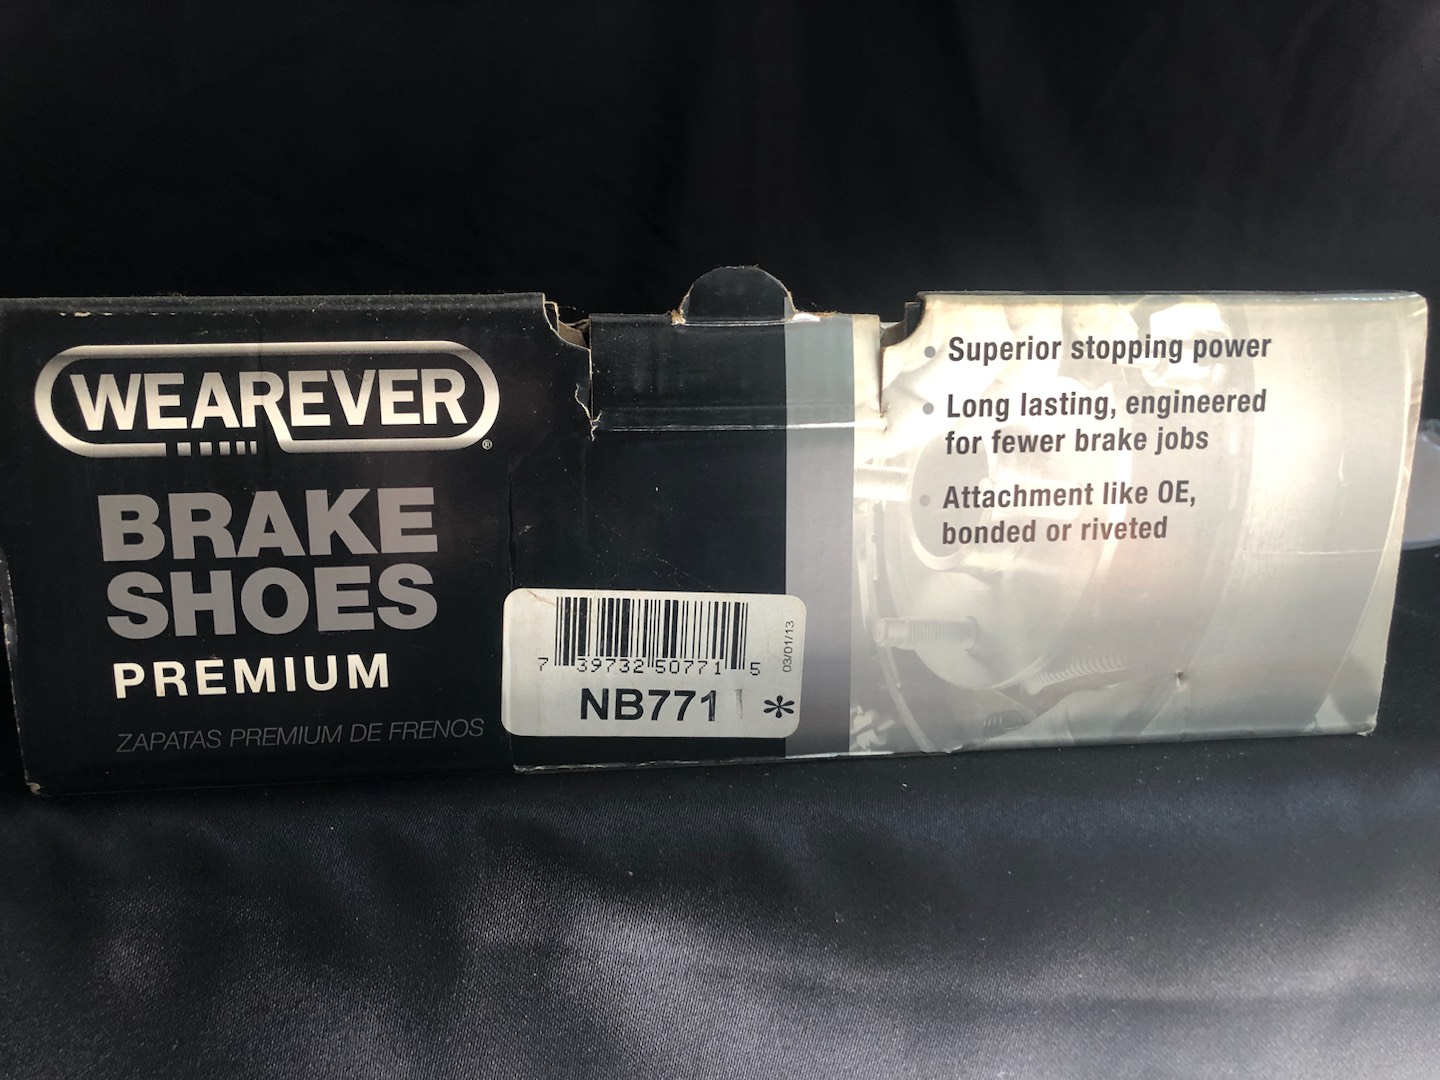 WEAREVER®
BRAKE
SHOES
PREMIUM
ZAPATAS PREMIUM DE FRENOS
7 39732 50771 5
03/01/13
NB771 *
• Superior stopping power
• Long lasting, engineered
for fewer brake jobs
• Attachment like OE,
bonded or riveted